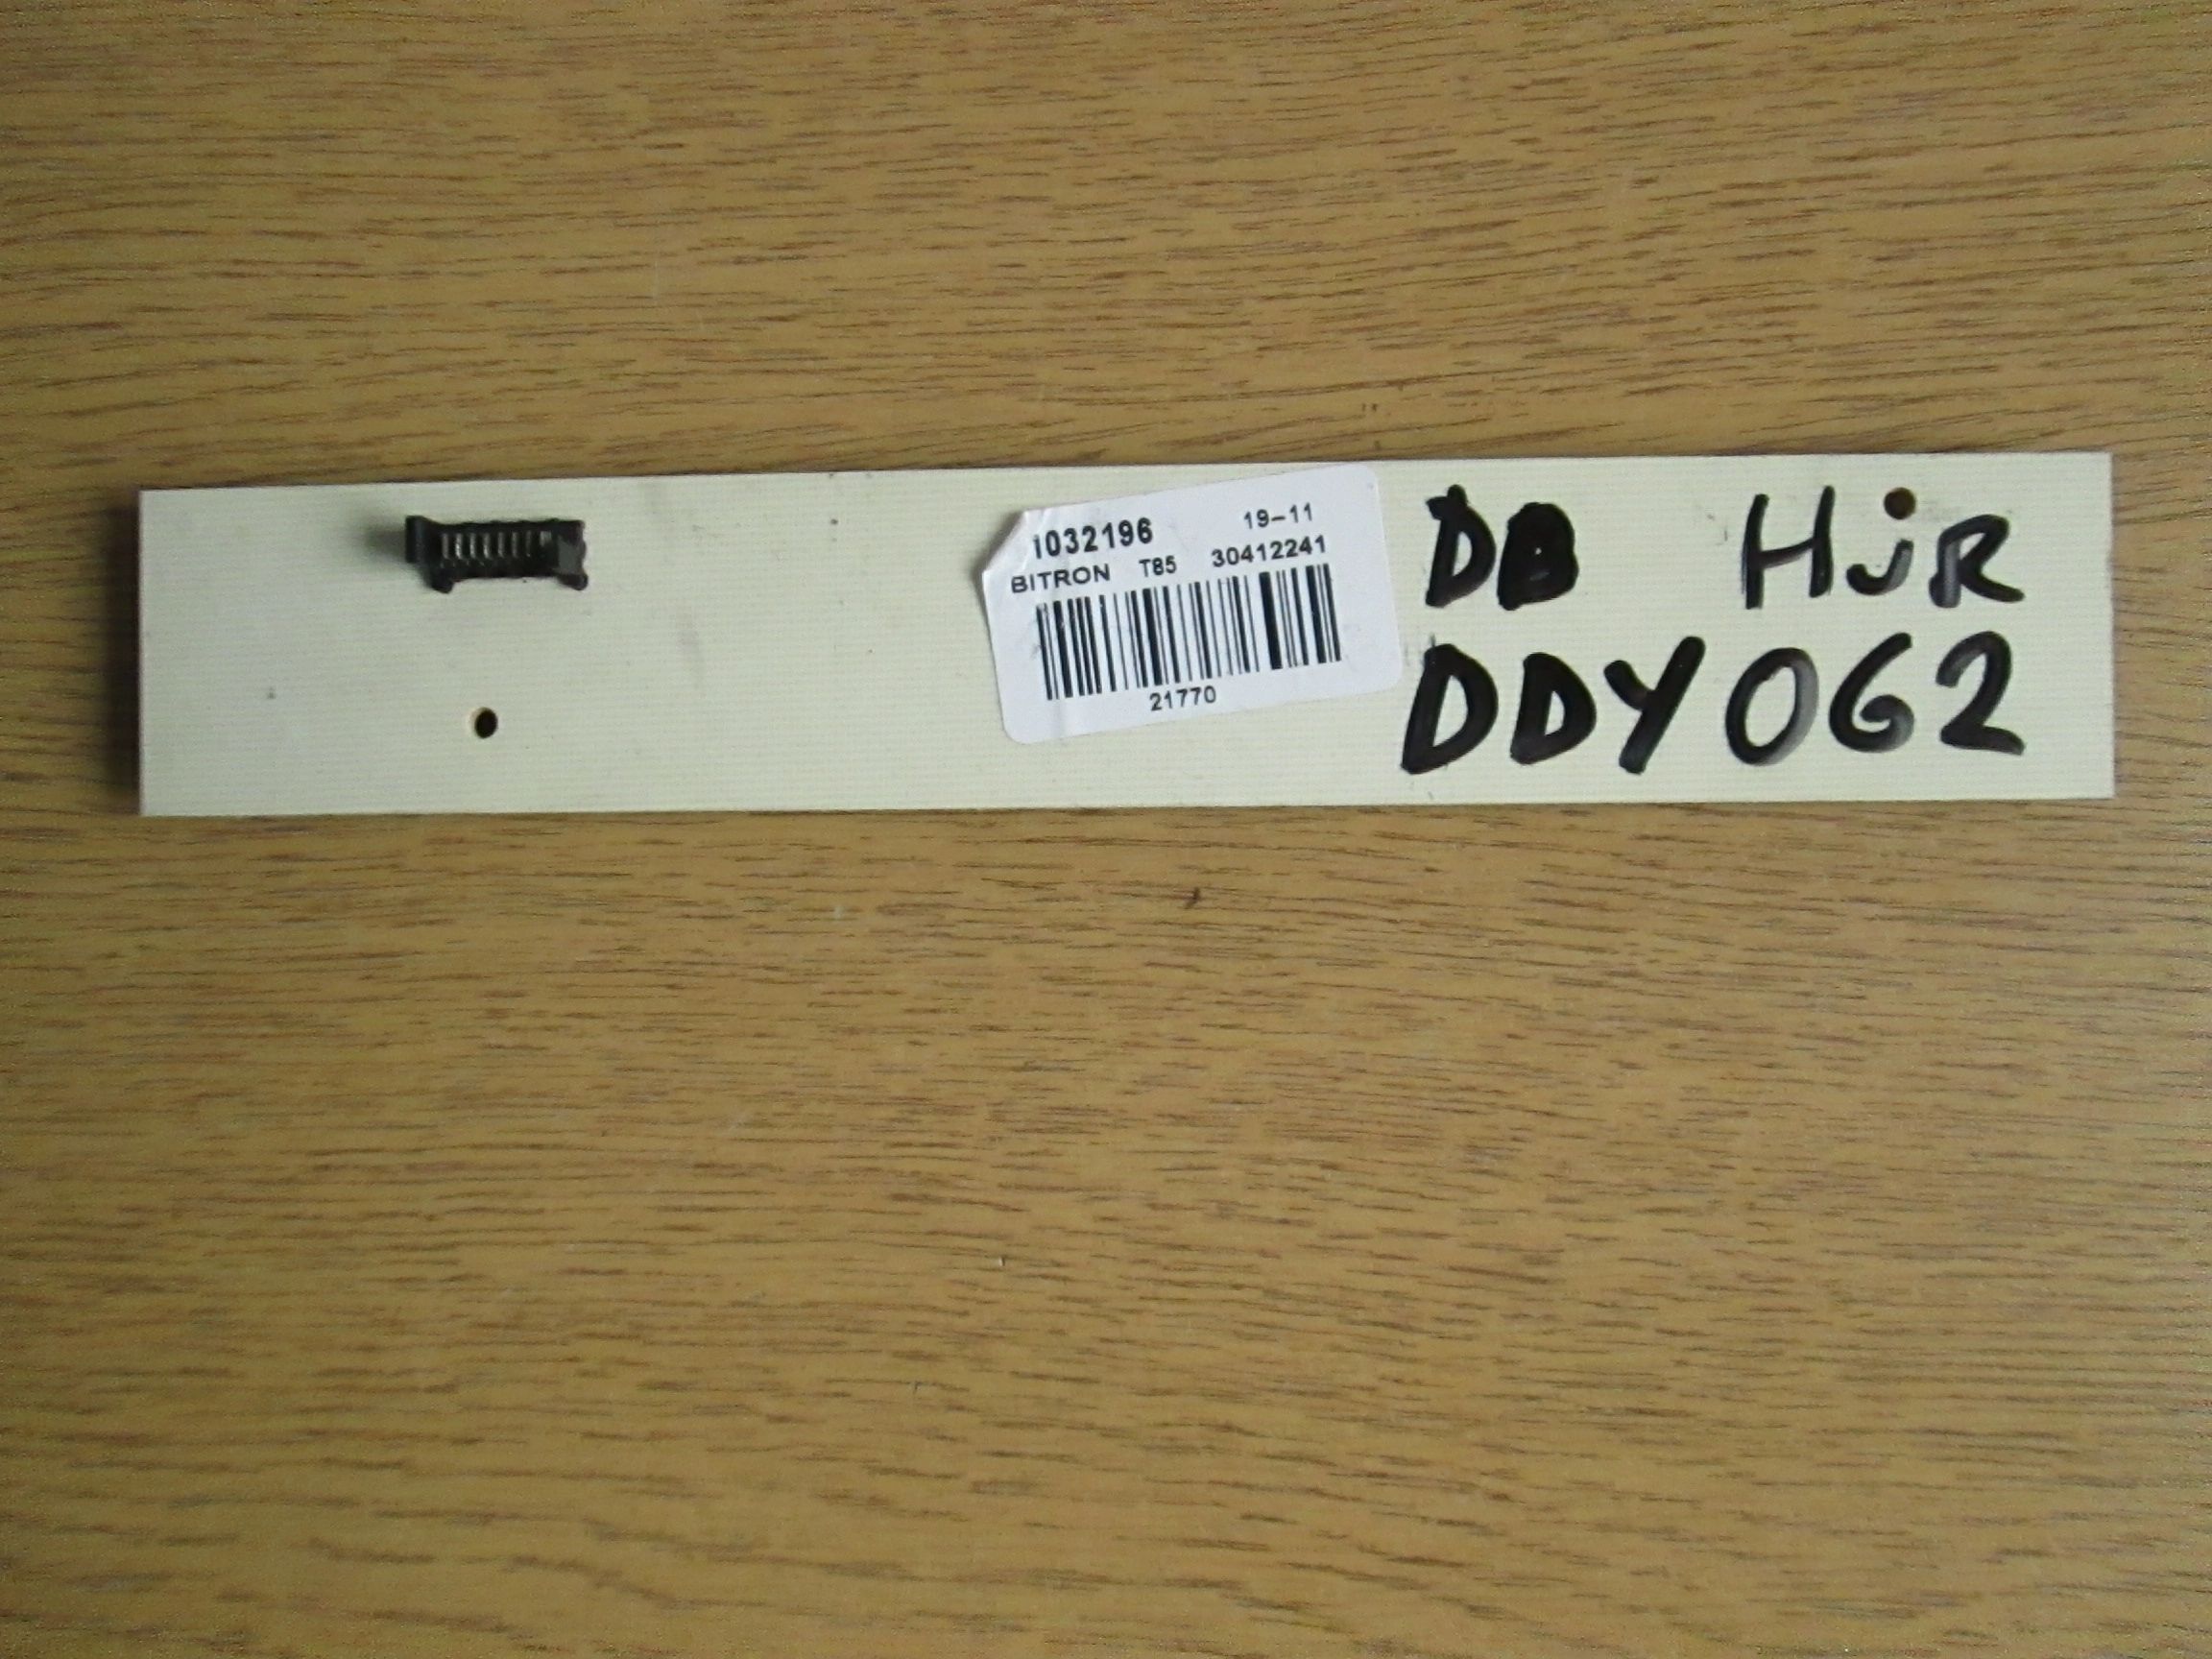 1032196 19-11
BITRON T85 30412241
21770
DB HJR
DDY062